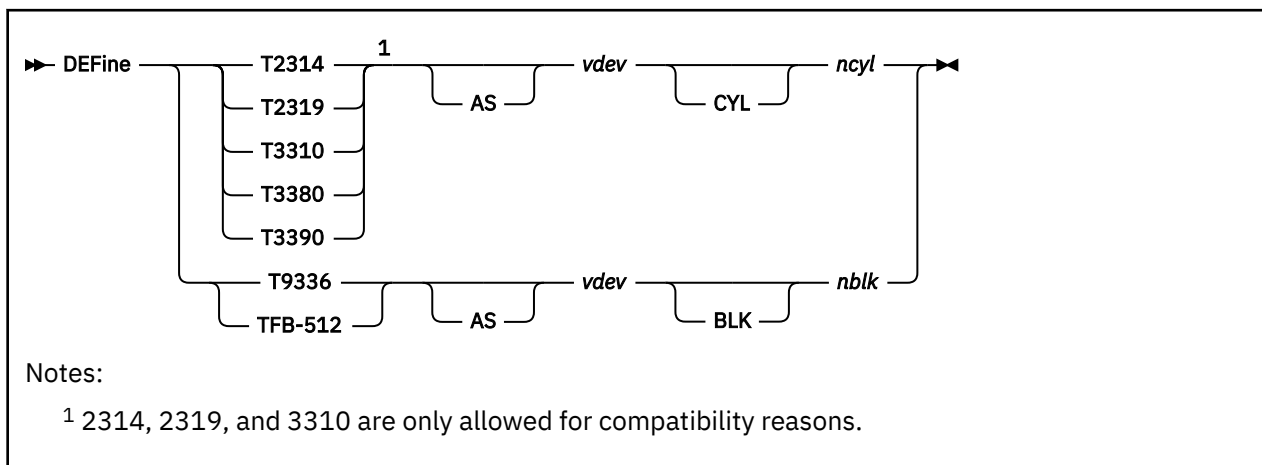 DEFine T2314 1 AS vdev CYL ncyl
T2319
T3310
T3380
T3390
T9336 AS vdev BLK nblk
TFB-512
Notes:
1 2314, 2319, and 3310 are only allowed for compatibility reasons.